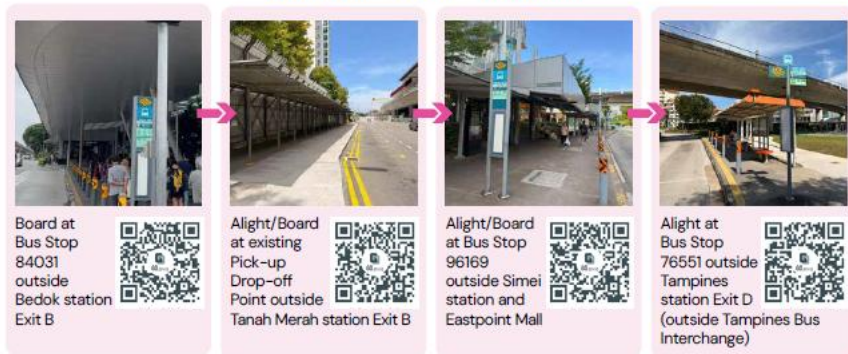 Board at
Bus Stop
84031
outside
Bedok station
Exit B
Alight/Board
at existing
Pick-up
Drop-off
Point outside
Tanah Merah station Exit B
Alight/Board
at Bus Stop
96169
outside Simei
station and
Eastpoint Mall
Alight at
Bus Stop
76551 outside
Tampines
station Exit D
(outside Tampines Bus
Interchange)